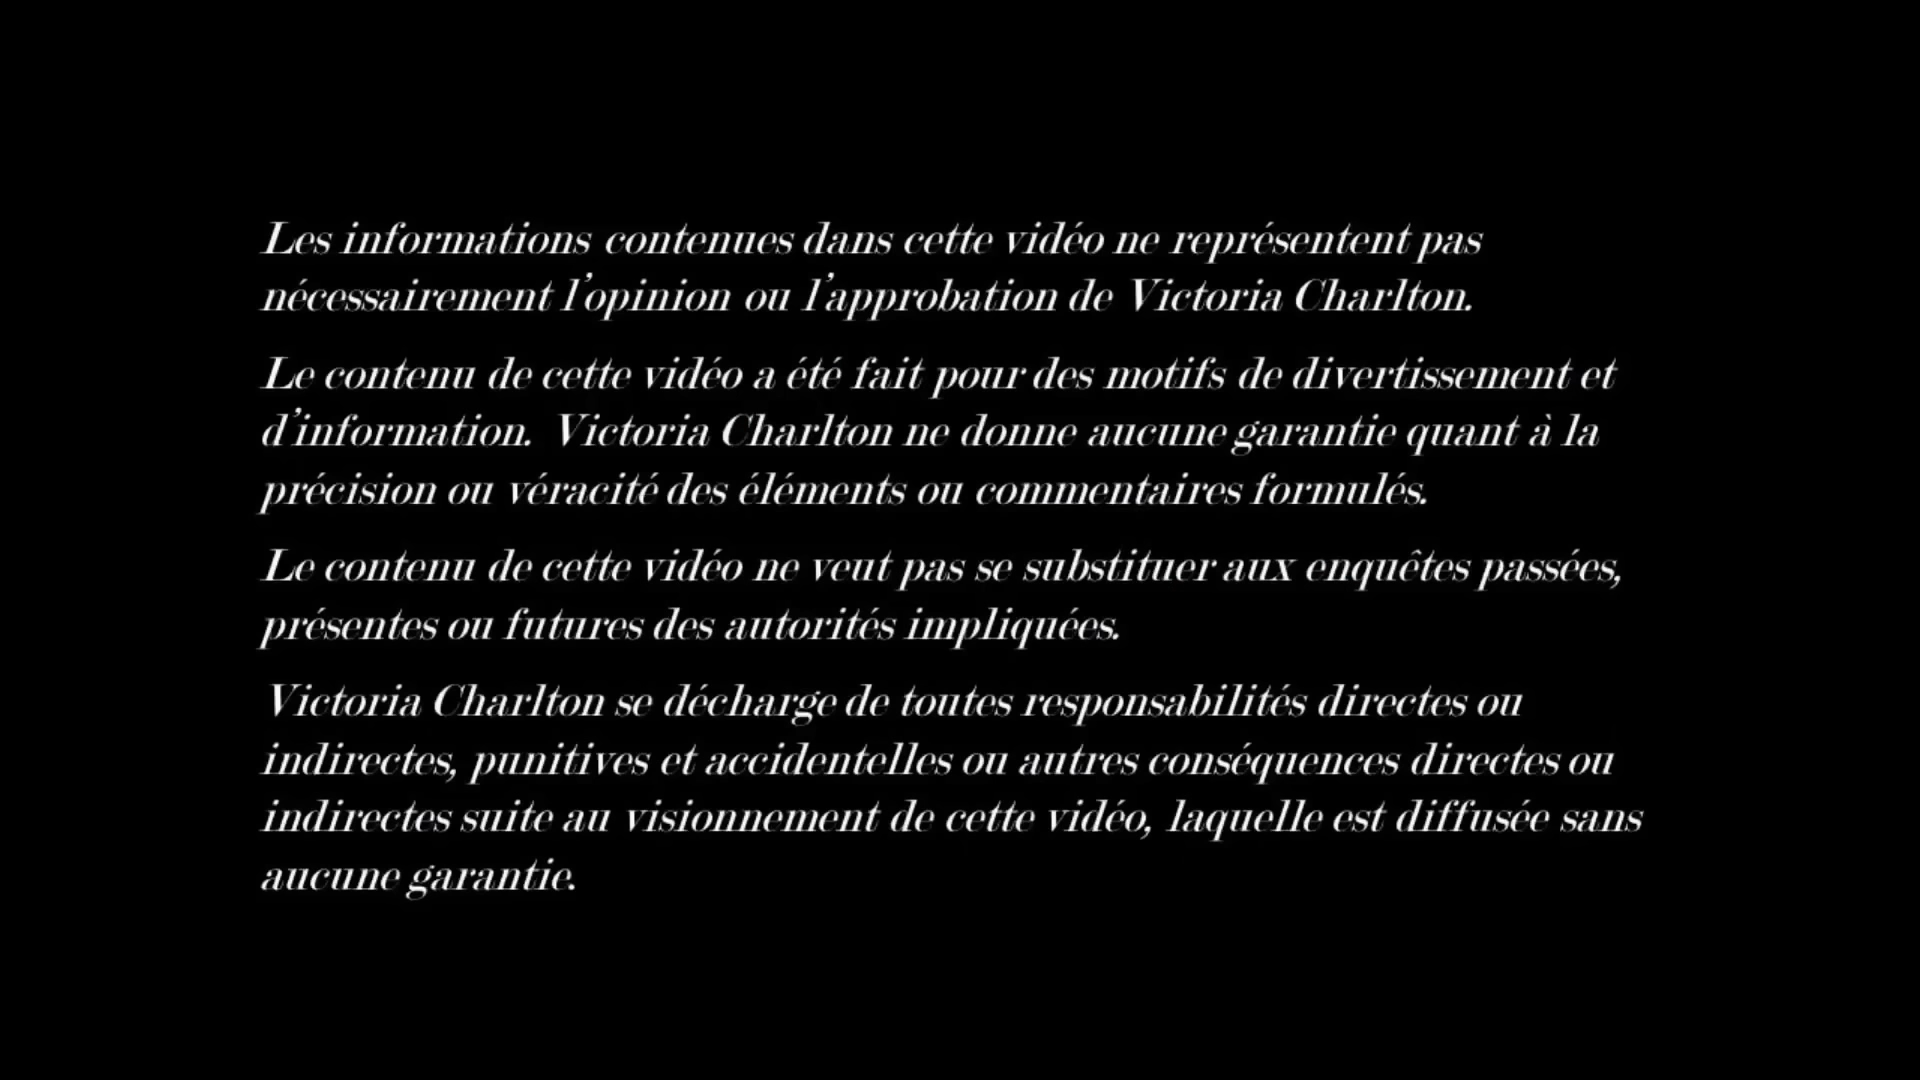 Les informations contenues dans cette vidéo ne représentent pas
nécessairement l'opinion ou l'approbation de Victoria Charlton.
Le contenu de cette vidéo a été fait pour des motifs de divertissement et
d'information. Victoria Charlton ne donne aucune garantie quant à la
précision ou véracité des éléments ou commentaires formulés.
Le contenu de cette vidéo ne veut pas se substituer aux enquêtes passées,
présentes ou futures des autorités impliquées.
Victoria Charlton se décharge de toutes responsabilités directes ou
indirectes, punitives et accidentelles ou autres conséquences directes ou
indirectes suite au visionnement de cette vidéo, laquelle est diffusée sans
aucune garantie.